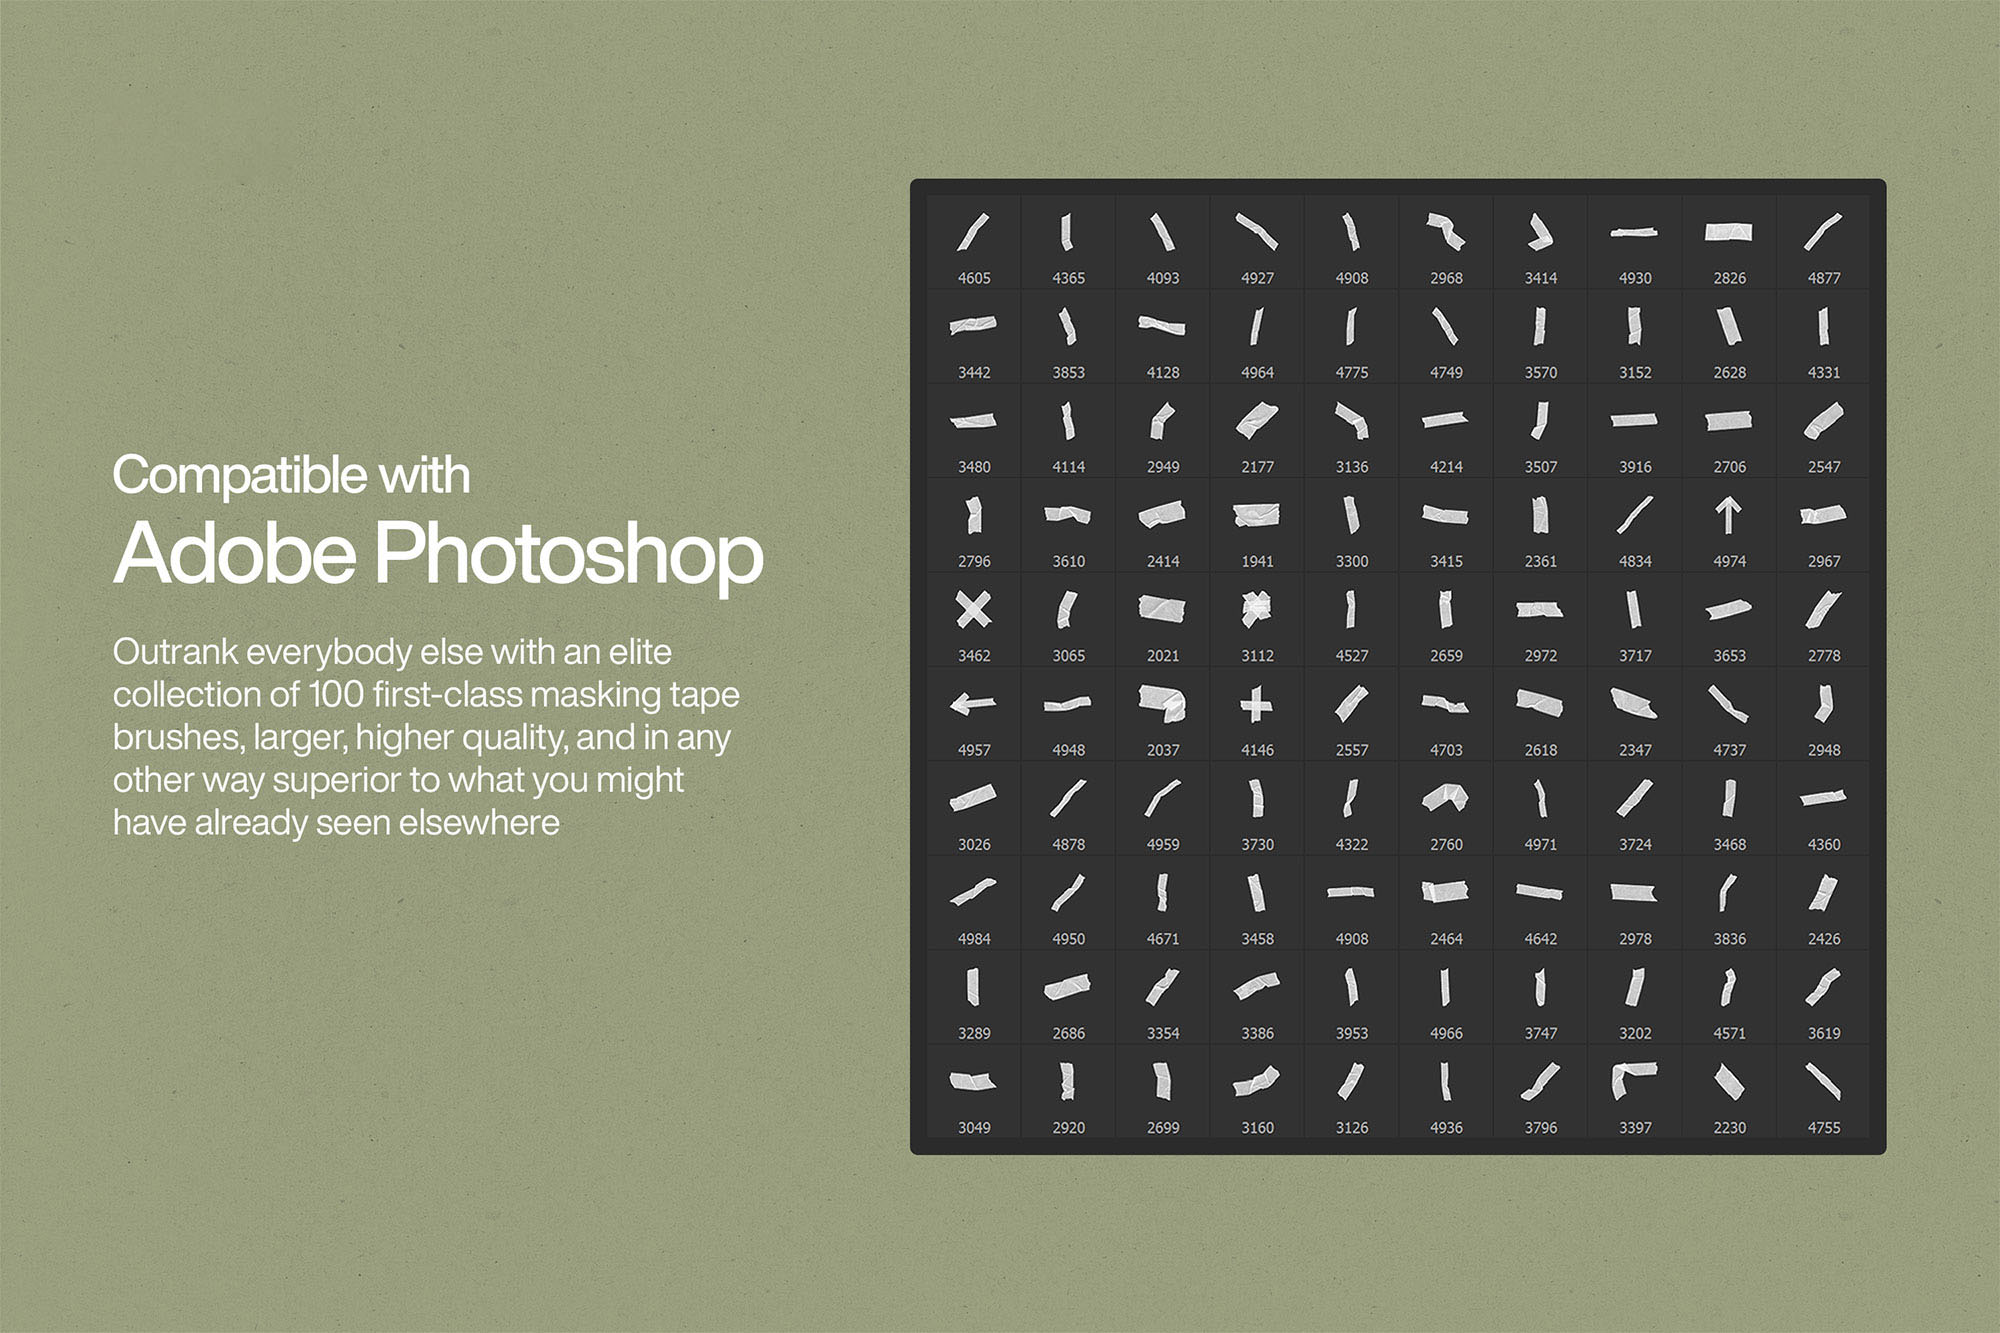 Compatible with
Adobe Photoshop
Outrank everybody else with an elite
collection of 100 first-class masking tape
brushes, larger, higher quality, and in any
other way superior to what you might
have already seen elsewhere
4605 4365 4093 4927 4908 2968 3414 4930 2826 4877
3442 3853 4128 4964 4775 4749 3570 3152 2628 4331
3480 4114 2949 2177 3136 4214 3507 3916 2706 2547
2796 3610 2414 1941 3300 3415 2361 4834 4974 2967
3462 3065 2021 3112 4527 2659 2972 3717 3653 2778
4957 4948 2037 4146 2557 4703 2618 2347 4737 2948
3026 4878 4959 3730 4322 2760 4971 3724 3468 4360
4984 4950 4671 3458 4908 2464 4642 2978 3836 2426
3289 2686 3354 3386 3953 4966 3747 3202 4571 3619
3049 2920 2699 3160 3126 4936 3796 3397 2230 4755